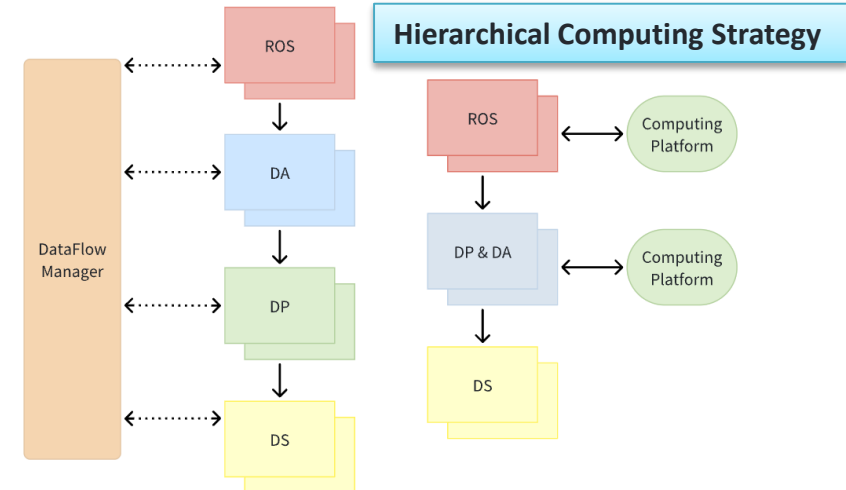 Hierarchical Computing Strategy
DataFlow
Manager
ROS
DA
DP
DS
ROS
Computing
Platform
DP & DA
Computing
Platform
DS